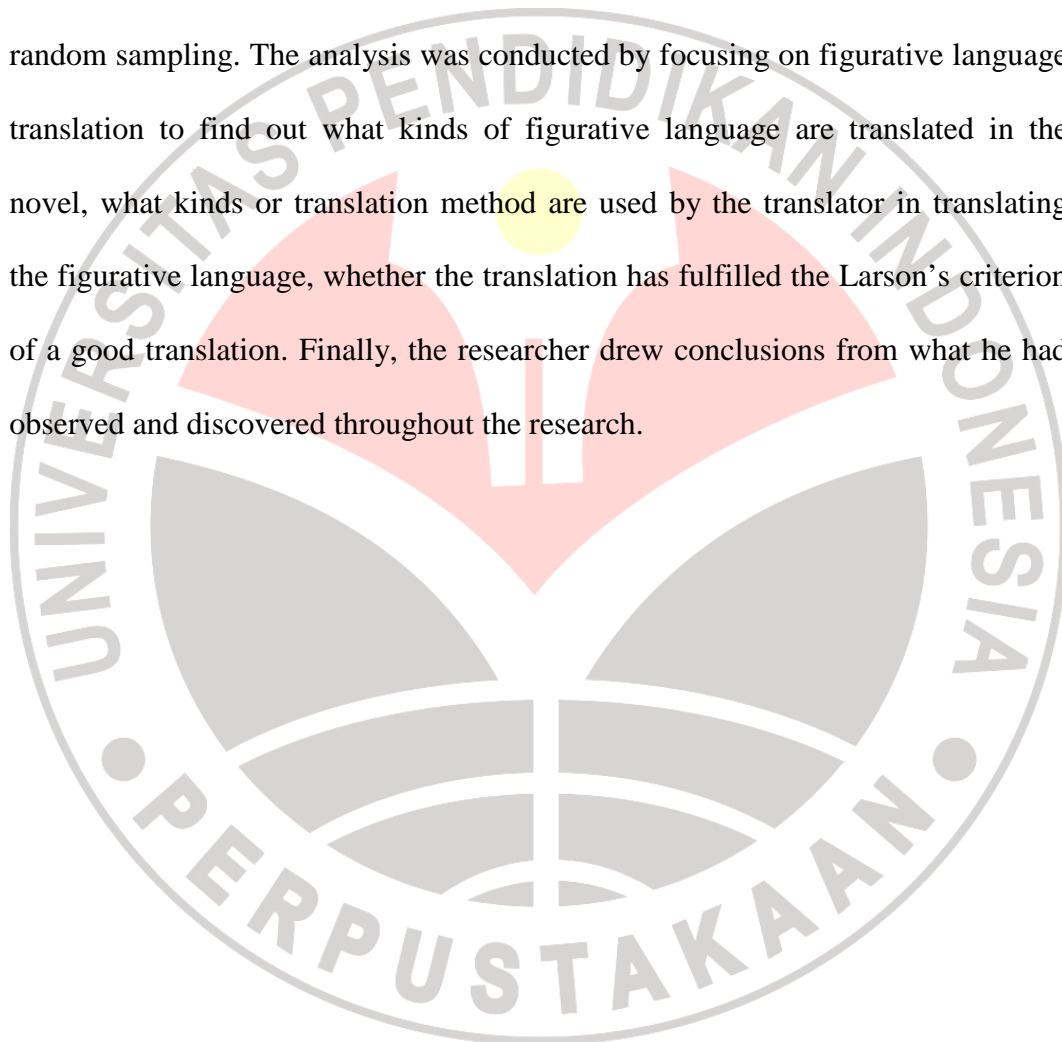 random sampling. The analysis was conducted by focusing on figurative language
translation to find out what kinds of figurative language are translated in the
novel, what kinds or translation method are used by the translator in translating
the figurative language, whether the translation has fulfilled the Larson’s criterion
of a good translation. Finally, the researcher drew conclusions from what he had
observed and discovered throughout the research.
UNIVERSITAS PENDIDIKAN INDONESIA
PERPUSTAKAAN